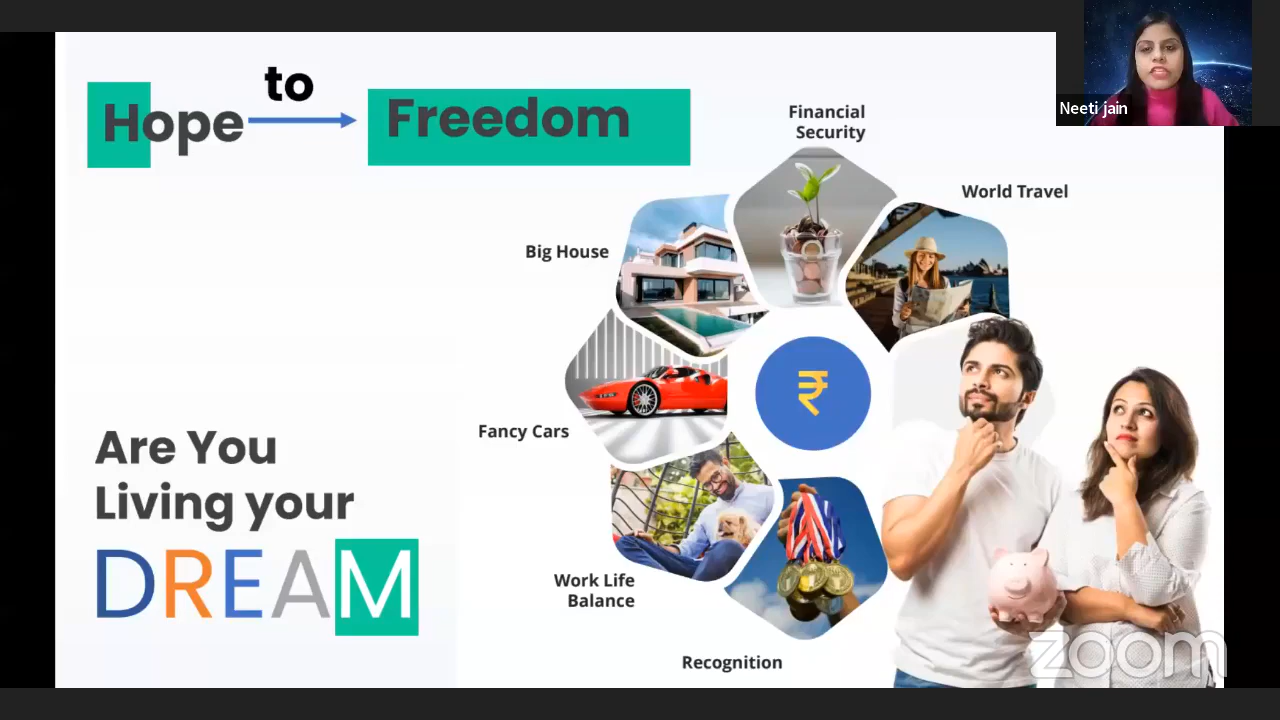 Hope to Freedom
Neeti jain
Financial
Security
World Travel
Big House
₹
Fancy Cars
Are You
Living your
DREAM
Work Life
Balance
Recognition
zoom